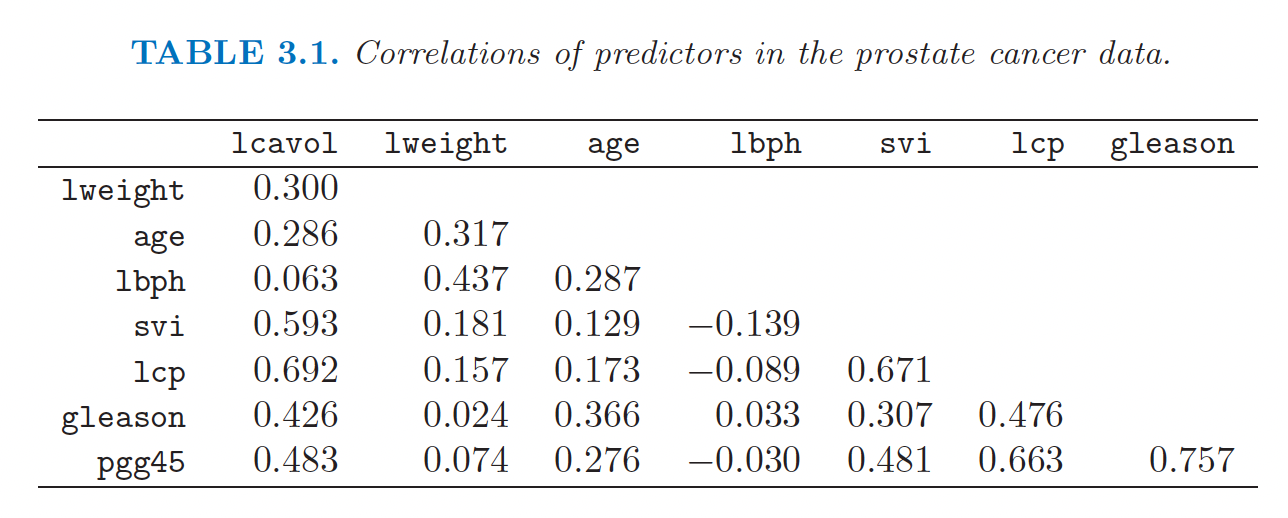 TABLE 3.1. Correlations of predictors in the prostate cancer data.
lcavol lweight age lbph svi lcp gleason
lweight 0.300
age 0.286 0.317
lbph 0.063 0.437 0.287
svi 0.593 0.181 0.129 −0.139
lcp 0.692 0.157 0.173 −0.089 0.671
gleason 0.426 0.024 0.366 0.033 0.307 0.476
pgg45 0.483 0.074 0.276 −0.030 0.481 0.663 0.757